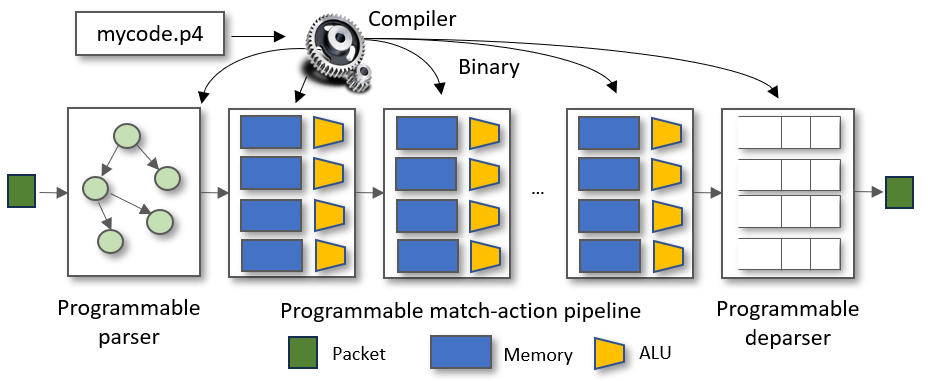 mycode.p4
Compiler
Binary
...
Programmable
parser
Programmable match-action pipeline
Programmable
deparser
Packet
Memory
ALU